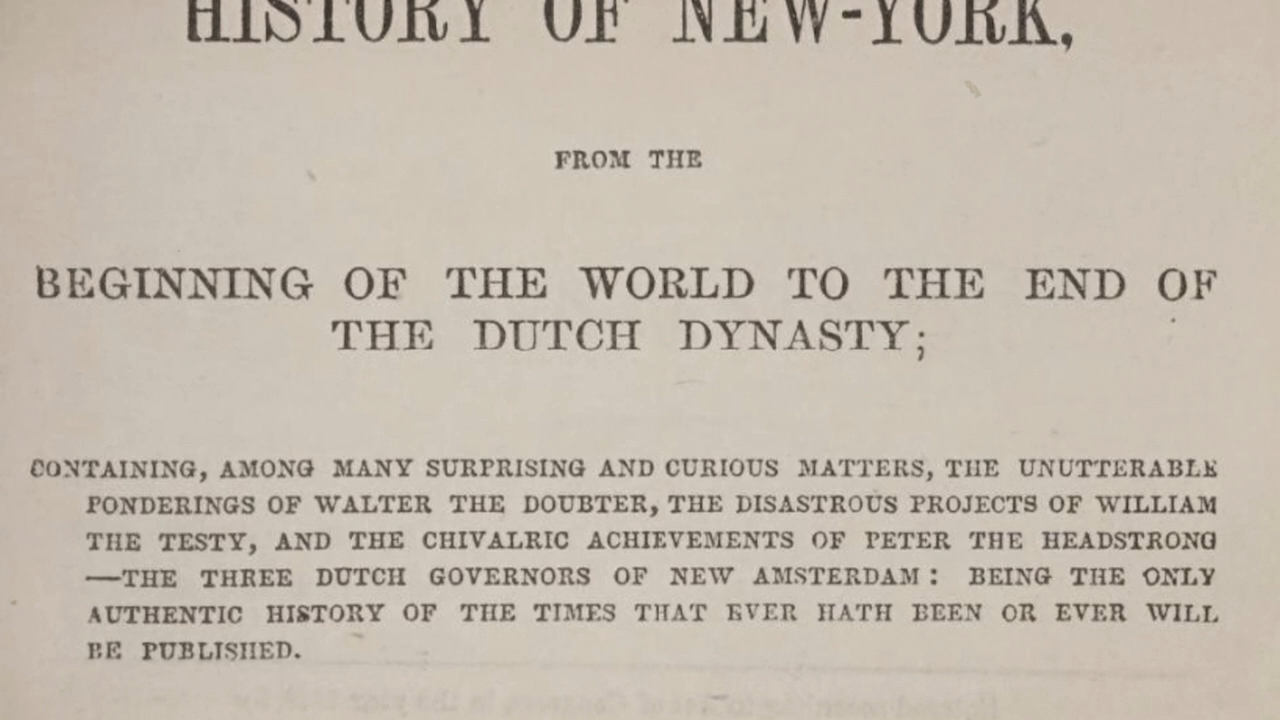 HISTORY OF NEW-YORK,
FROM THE
BEGINNING OF THE WORLD TO THE END OF
THE DUTCH DYNASTY;
CONTAINING, AMONG MANY SURPRISING AND CURIOUS MATTERS, THE UNUTTERABLE
PONDERINGS OF WALTER THE DOUBTER, THE DISASTROUS PROJECTS OF WILLIAM
THE TESTY, AND THE CHIVALRIC ACHIEVEMENTS OF PETER THE HEADSTRONG
—THE THREE DUTCH GOVERNORS OF NEW AMSTERDAM: BEING THE ONLY
AUTHENTIC HISTORY OF THE TIMES THAT EVER HATH BEEN OR EVER WILL
BE PUBLISHED.